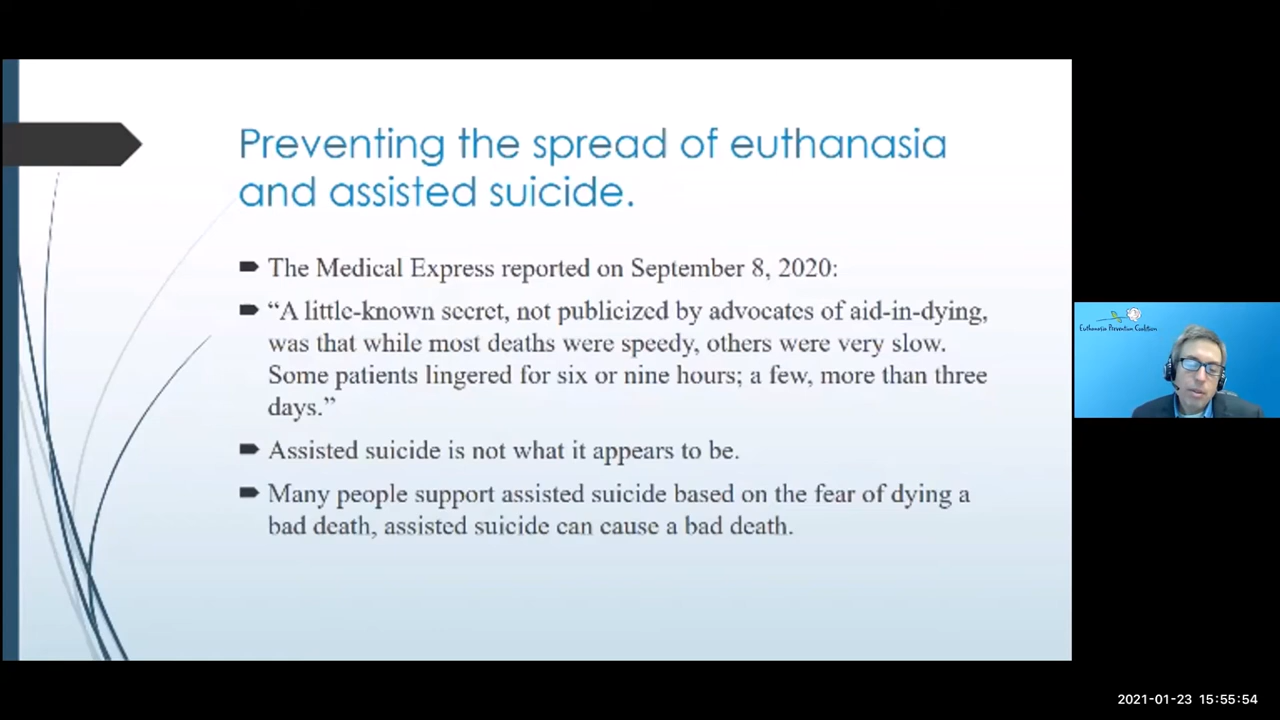 Preventing the spread of euthanasia
and assisted suicide.
The Medical Express reported on September 8, 2020:
“A little-known secret, not publicized by advocates of aid-in-dying,
was that while most deaths were speedy, others were very slow.
Some patients lingered for six or nine hours; a few, more than three
days.”
Assisted suicide is not what it appears to be.
Many people support assisted suicide based on the fear of dying a
bad death, assisted suicide can cause a bad death.
Euthanasia Prevention Coalition
2021-01-23 15:55:54